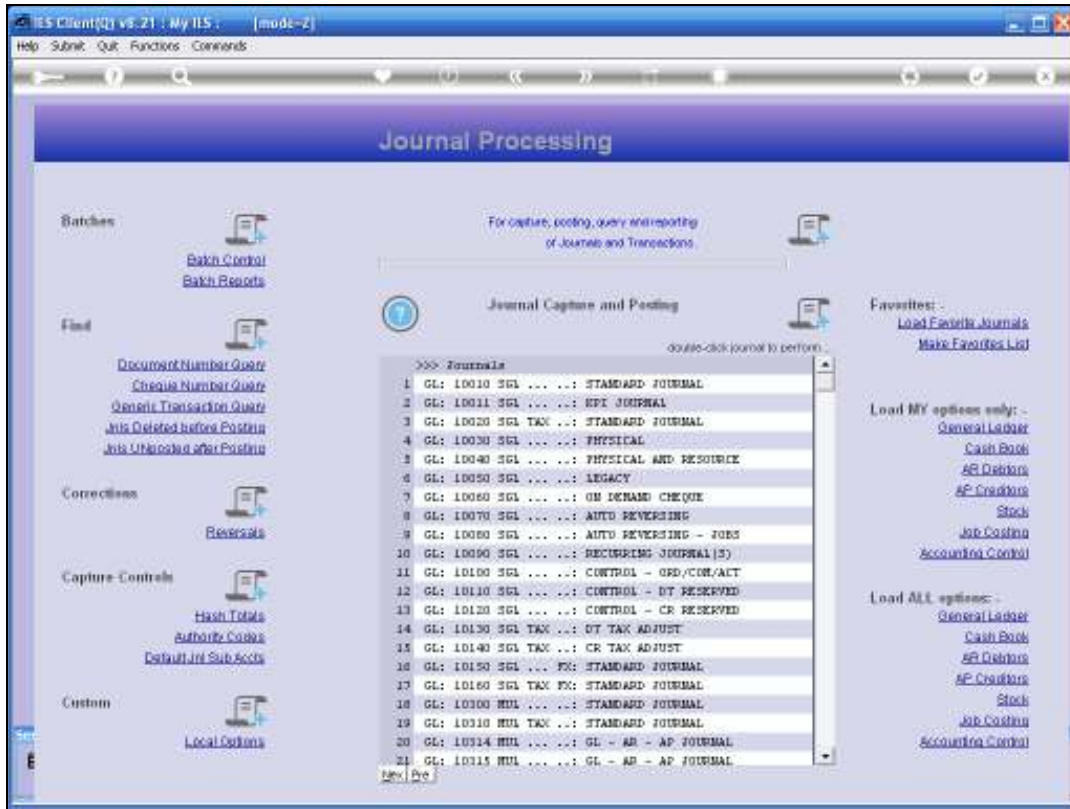 IES Client(Q) v8.21 : My IES :    [mode=2]
Help Submit Quit Functions Commands
Journal Processing
Batches
Batch Control
Batch Reports
Find
Document Number Query
Cheque Number Query
Generic Transaction Query
Jnls Deleted before Posting
Jnls UNposted after Posting
Corrections
Reversals
Capture Controls
Hash Totals
Authority Codes
Default Jnl Sub Accts
Custom
Local Options
For capture, posting, query and reporting
of Journals and Transactions.
Journal Capture and Posting
double-click journal to perform ..
>>> Journals
1 GL: 10010 SGL ... ..: STANDARD JOURNAL
2 GL: 10011 SGL ... ..: KPI JOURNAL
3 GL: 10020 SGL TAX ..: STANDARD JOURNAL
4 GL: 10030 SGL ... ..: PHYSICAL
5 GL: 10040 SGL ... ..: PHYSICAL AND RESOURCE
6 GL: 10050 SGL ... ..: LEGACY
7 GL: 10060 SGL ... ..: ON DEMAND CHEQUE
8 GL: 10070 SGL ... ..: AUTO REVERSING
9 GL: 10080 SGL ... ..: AUTO REVERSING - JOBS
10 GL: 10090 SGL ... ..: RECURRING JOURNAL(S)
11 GL: 10100 SGL ... ..: CONTROL - ORD/COM/ACT
12 GL: 10110 SGL ... ..: CONTROL - DT RESERVED
13 GL: 10120 SGL ... ..: CONTROL - CR RESERVED
14 GL: 10130 SGL TAX ..: DT TAX ADJUST
15 GL: 10140 SGL TAX ..: CR TAX ADJUST
16 GL: 10150 SGL ... FX: STANDARD JOURNAL
17 GL: 10160 SGL TAX FX: STANDARD JOURNAL
18 GL: 10300 MUL ... ..: STANDARD JOURNAL
19 GL: 10310 MUL TAX ..: STANDARD JOURNAL
20 GL: 10314 MUL ... ..: GL - AR - AP JOURNAL
21 GL: 10315 MUL ... ..: GL - AR - AP JOURNAL
Nex Pre
Favorites: -
Load Favorite Journals
Make Favorites List
Load MY options only: -
General Ledger
Cash Book
AR Debtors
AP Creditors
Stock
Job Costing
Accounting Control
Load ALL options: -
General Ledger
Cash Book
AR Debtors
AP Creditors
Stock
Job Costing
Accounting Control